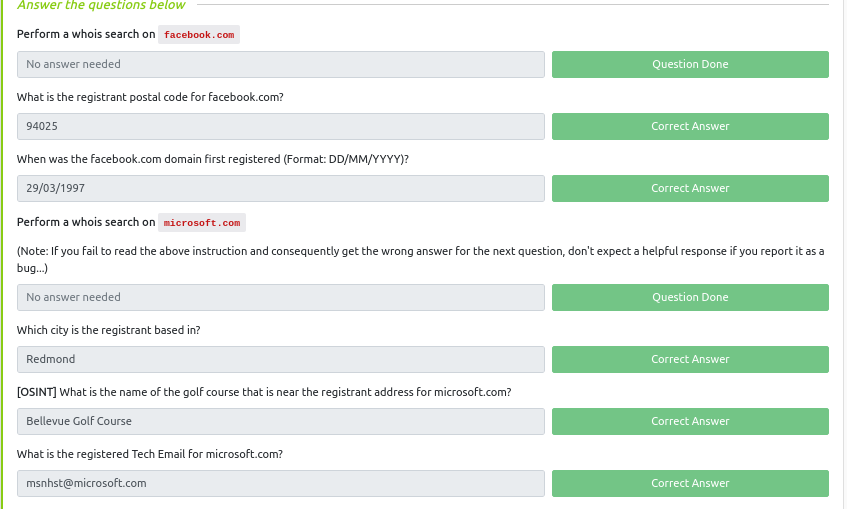 Answer the questions below
Perform a whois search on facebook.com
No answer needed
Question Done
What is the registrant postal code for facebook.com?
94025
Correct Answer
When was the facebook.com domain first registered (Format: DD/MM/YYYY)?
29/03/1997
Correct Answer
Perform a whois search on microsoft.com
(Note: If you fail to read the above instruction and consequently get the wrong answer for the next question, don't expect a helpful response if you report it as a
bug...)
No answer needed
Question Done
Which city is the registrant based in?
Redmond
Correct Answer
[OSINT] What is the name of the golf course that is near the registrant address for microsoft.com?
Bellevue Golf Course
Correct Answer
What is the registered Tech Email for microsoft.com?
msnhst@microsoft.com
Correct Answer